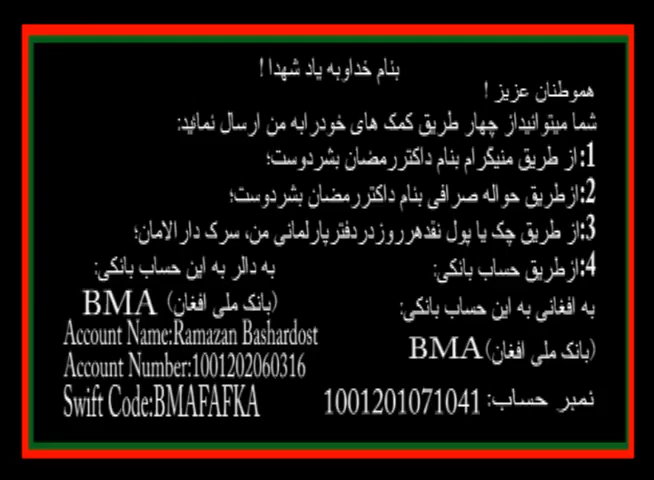 بنام خداوبه یاد شهدا !
هموطنان عزیز !
شما میتوانیداز چهار طریق کمک های خودرابه من ارسال نمائید:
1:از طریق منیگرام بنام داکتررمضان بشردوست؛
2:ازطریق حواله صرافی بنام داکتررمضان بشردوست؛
3:از طریق چک یا پول نقدهرروزدردفترپارلمانی من، سرک دارالامان؛
4:ازطریق حساب بانکی:
به افغانی به این حساب بانکی:
BMA(بانک ملی افغان)
نمبر حساب: 1001201071041
به دالر به این حساب بانکی:
BMA (بانک ملی افغان)
Account Name:Ramazan Bashardost
Account Number:1001202060316
Swift Code:BMAFAFKA